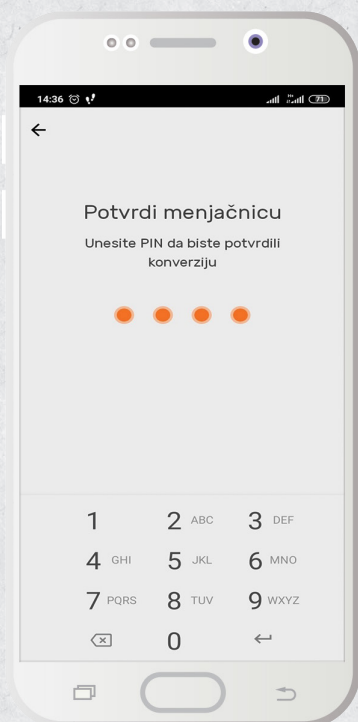 14:36 71
Potvrdi menjačnicu
Unesite PIN da biste potvrdili
konverziju
1 2 ABC 3 DEF
4 GHI 5 JKL 6 MNO
7 PQRS 8 TUV 9 WXYZ
0